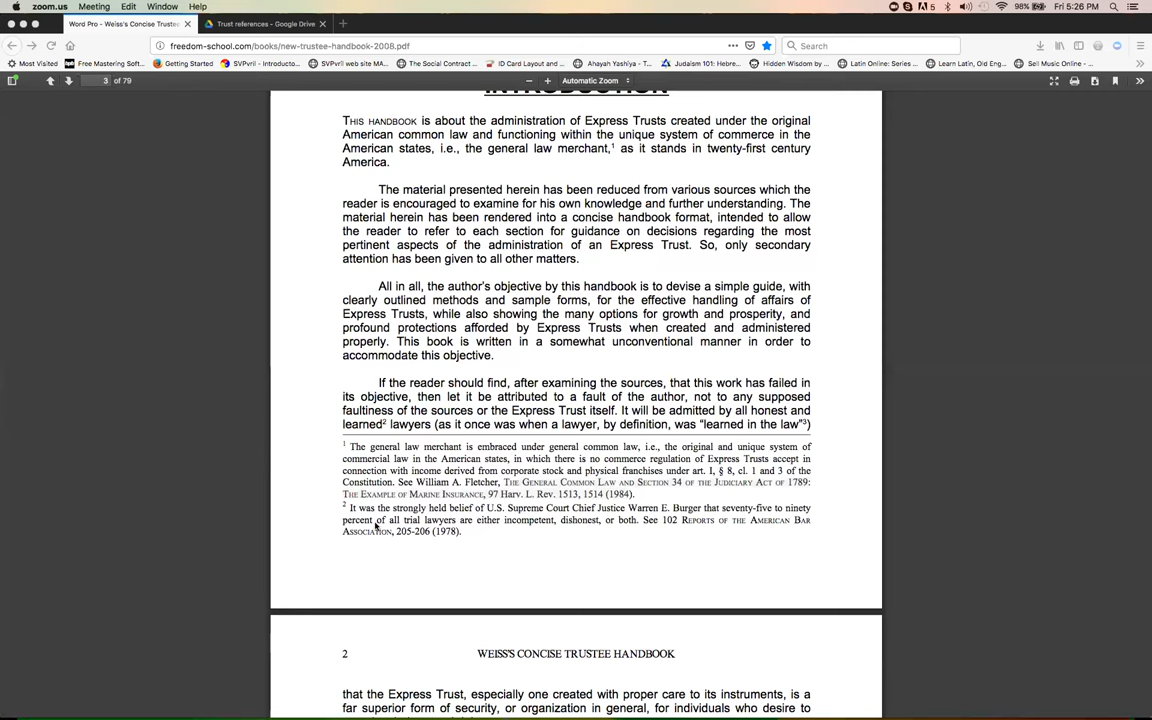 zoom.us Meeting Edit Window Help 5 98% Fri 5:26 PM
Word Pro - Weiss's Concise Trustee Trust references - Google Drive
freedom-school.com/books/new-trustee-handbook-2008.pdf Search
Most Visited Free Mastering Soft... Getting Started SVPvril - Introducto... SVPvril web site MA... The Social Contract ... ID Card Layout and ... Ahayah Yashiya - T... Judaism 101: Hebre... Hidden Wisdom by ... Latin Online: Series ... Learn Latin, Old Eng... Sell Music Online - ...
3 of 79 Automatic Zoom
INTRODUCTION
THIS HANDBOOK is about the administration of Express Trusts created under the original
American common law and functioning within the unique system of commerce in the
American states, i.e., the general law merchant,1 as it stands in twenty-first century
America.
The material presented herein has been reduced from various sources which the
reader is encouraged to examine for his own knowledge and further understanding. The
material herein has been rendered into a concise handbook format, intended to allow
the reader to refer to each section for guidance on decisions regarding the most
pertinent aspects of the administration of an Express Trust. So, only secondary
attention has been given to all other matters.
All in all, the author's objective by this handbook is to devise a simple guide, with
clearly outlined methods and sample forms, for the effective handling of affairs of
Express Trusts, while also showing the many options for growth and prosperity, and
profound protections afforded by Express Trusts when created and administered
properly. This book is written in a somewhat unconventional manner in order to
accommodate this objective.
If the reader should find, after examining the sources, that this work has failed in
its objective, then let it be attributed to a fault of the author, not to any supposed
faultiness of the sources or the Express Trust itself. It will be admitted by all honest and
learned2 lawyers (as it once was when a lawyer, by definition, was "learned in the law"3)
1 The general law merchant is embraced under general common law, i.e., the original and unique system of
commercial law in the American states, in which there is no commerce regulation of Express Trusts accept in
connection with income derived from corporate stock and physical franchises under art. I, § 8, cl. 1 and 3 of the
Constitution. See William A. Fletcher, THE GENERAL COMMON LAW AND SECTION 34 OF THE JUDICIARY ACT OF 1789:
THE EXAMPLE OF MARINE INSURANCE, 97 Harv. L. Rev. 1513, 1514 (1984).
2 It was the strongly held belief of U.S. Supreme Court Chief Justice Warren E. Burger that seventy-five to ninety
percent of all trial lawyers are either incompetent, dishonest, or both. See 102 REPORTS OF THE AMERICAN BAR
ASSOCIATION, 205-206 (1978).
2 WEISS'S CONCISE TRUSTEE HANDBOOK
that the Express Trust, especially one created with proper care to its instruments, is a
far superior form of security, or organization in general, for individuals who desire to